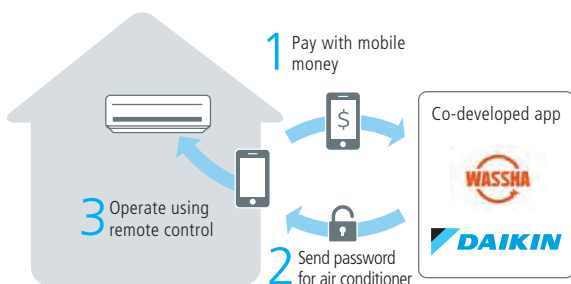 1 Pay with mobile
money
$
Co-developed app
WASSHA
DAIKIN
3 Operate using
remote control
2 Send password
for air conditioner